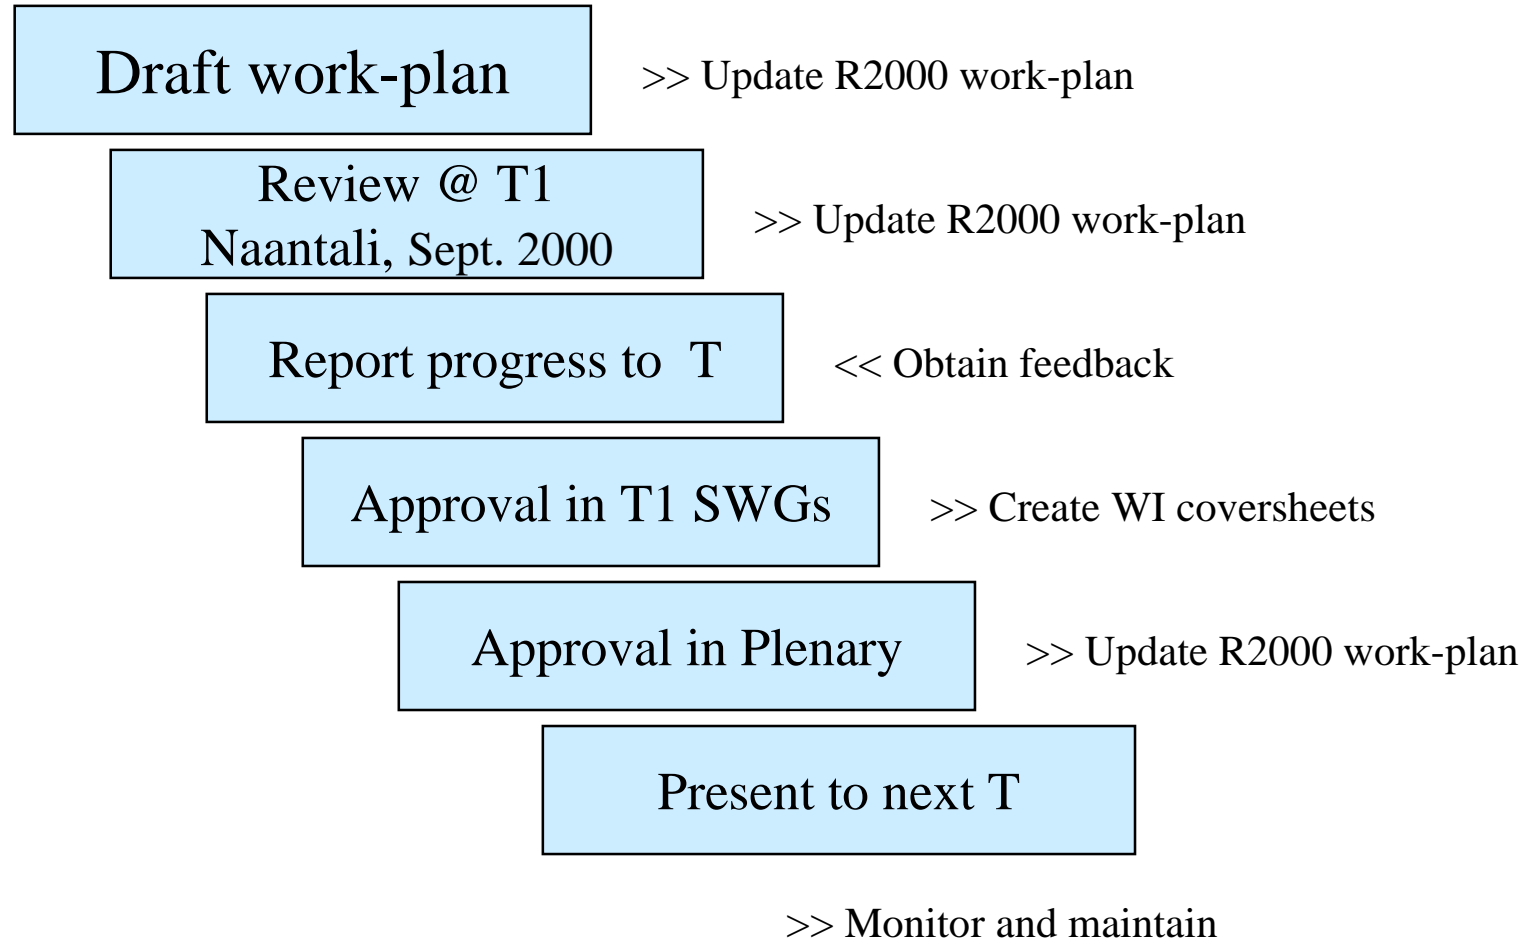 Draft work-plan
>> Update R2000 work-plan
Review @ T1
Naantali, Sept. 2000
>> Update R2000 work-plan
Report progress to  T
<< Obtain feedback
Approval in T1 SWGs
>> Create WI coversheets
Approval in Plenary
>> Update R2000 work-plan
Present to next T
>> Monitor and maintain